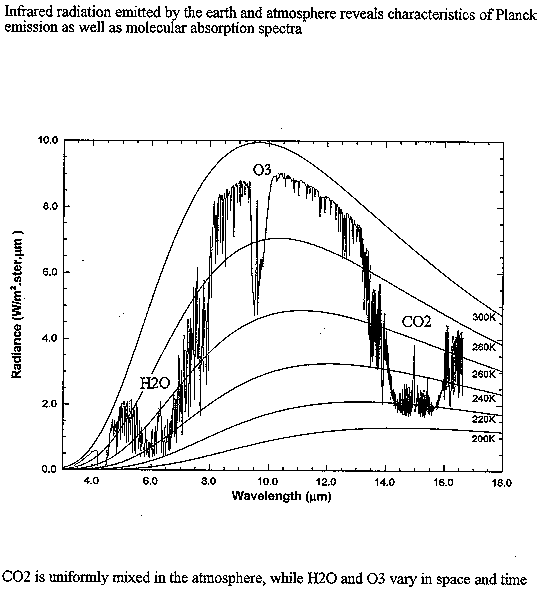 Infrared radiation emitted by the earth and atmosphere reveals characteristics of Planck
emission as well as molecular absorption spectra
10.0
8.0
6.0
4.0
2.0
0.0
Radiance (W/m².ster.µm )
O3
H2O
CO2
300K
280K
260K
240K
220K
200K
4.0 6.0 8.0 10.0 12.0 14.0 16.0 18.0
Wavelength (µm)
CO2 is uniformly mixed in the atmosphere, while H2O and O3 vary in space and time